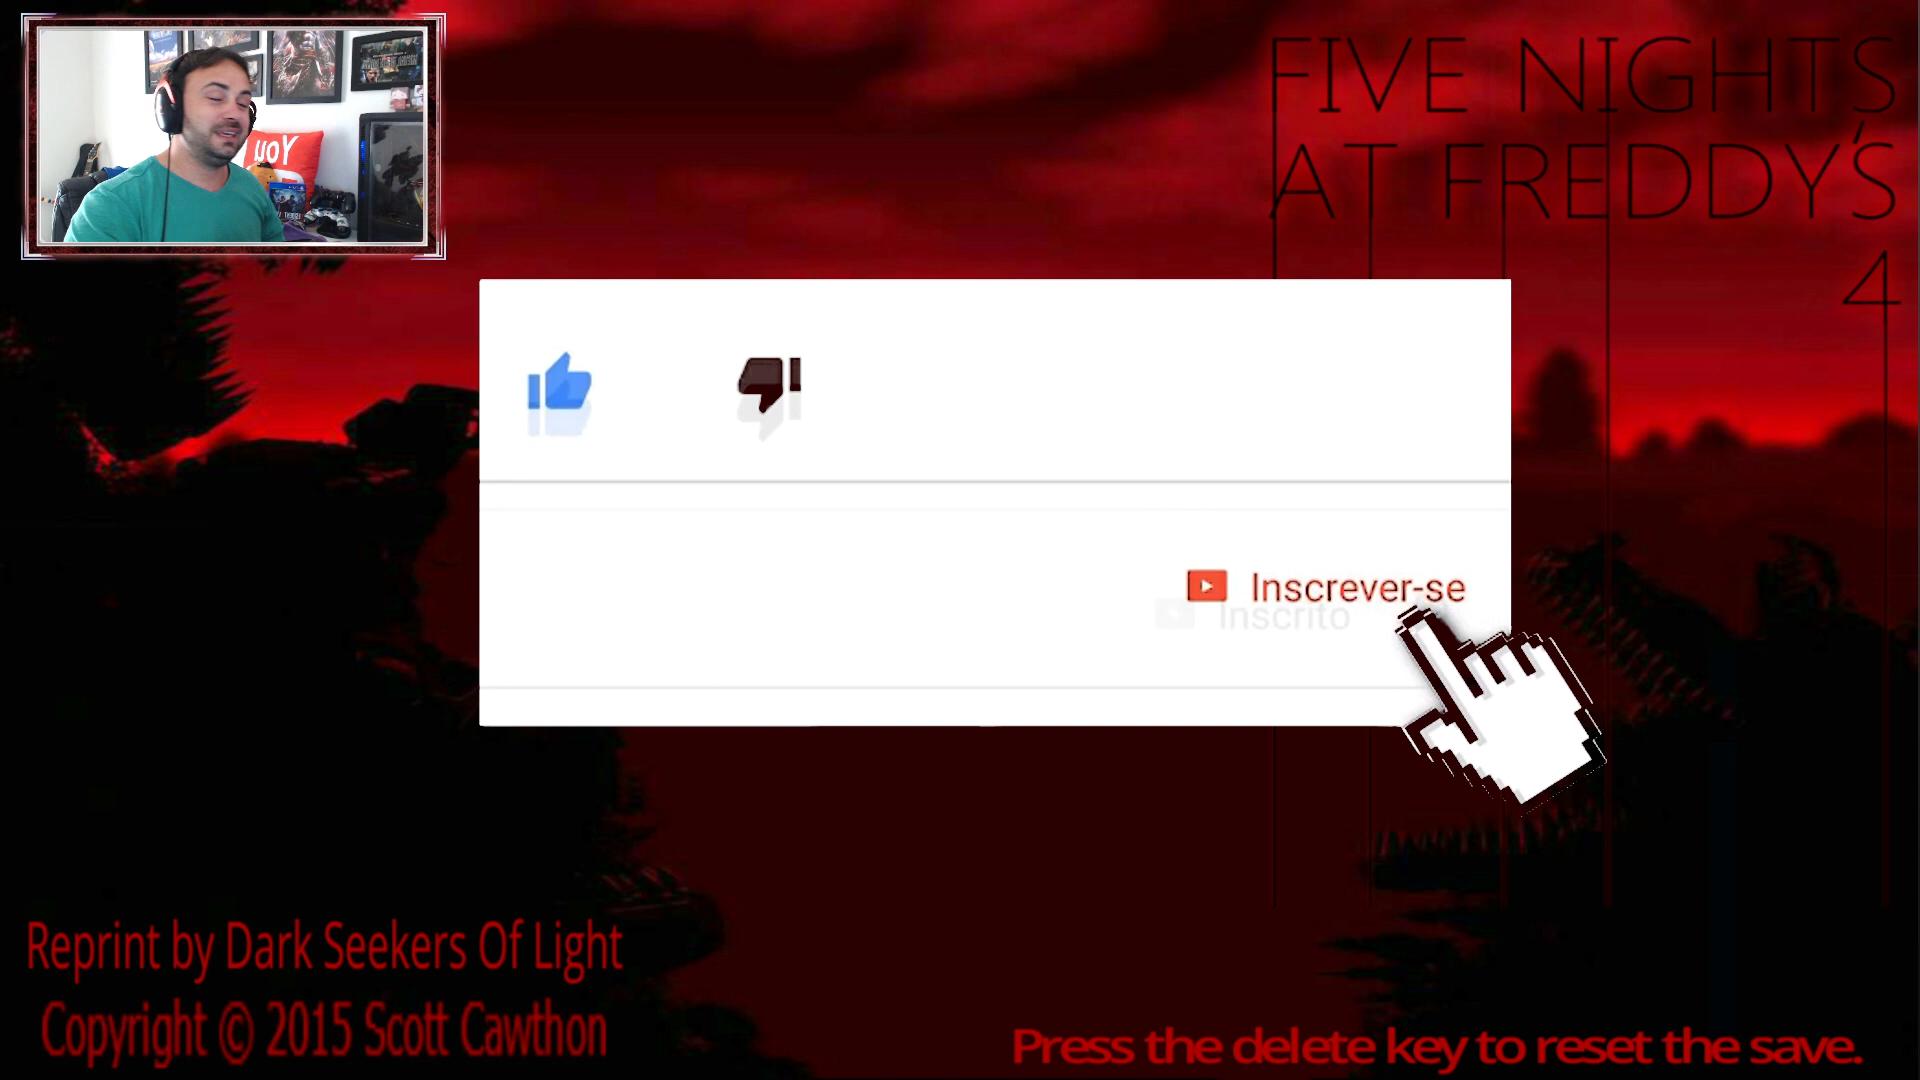 FIVE NIGHTS
AT FREDDY'S
4
Inscrever-se
Inscrito
Reprint by Dark Seekers Of Light
Copyright © 2015 Scott Cawthon
Press the delete key to reset the save.